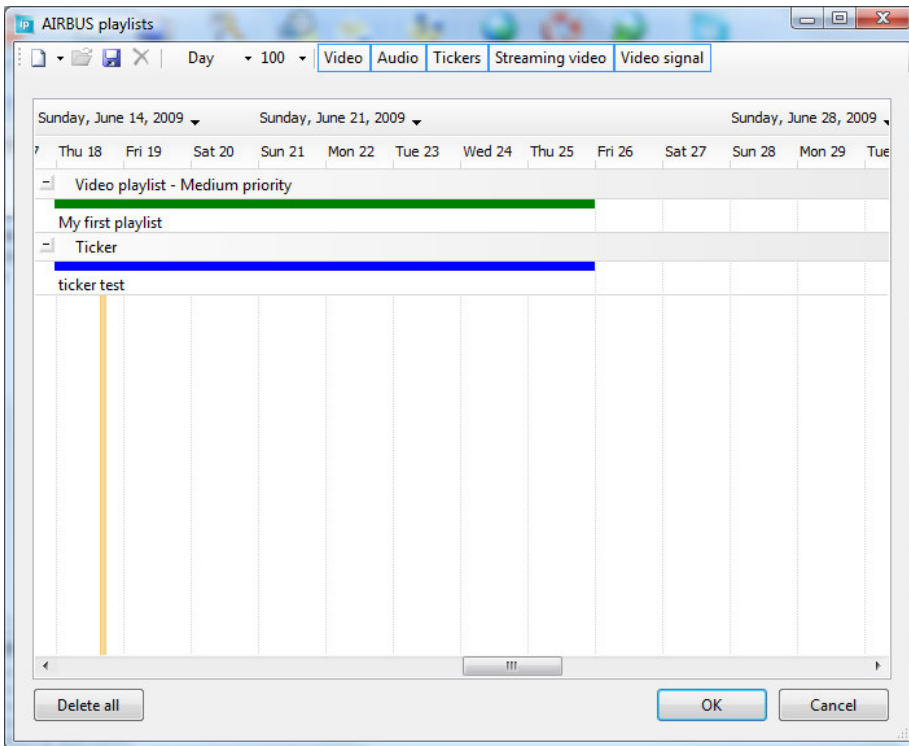 AIRBUS playlists
Day 100 Video Audio Tickers Streaming video Video signal
Sunday, June 14, 2009 Sunday, June 21, 2009 Sunday, June 28, 2009
7 Thu 18 Fri 19 Sat 20 Sun 21 Mon 22 Tue 23 Wed 24 Thu 25 Fri 26 Sat 27 Sun 28 Mon 29 Tue
Video playlist - Medium priority
My first playlist
Ticker
ticker test
Delete all OK Cancel